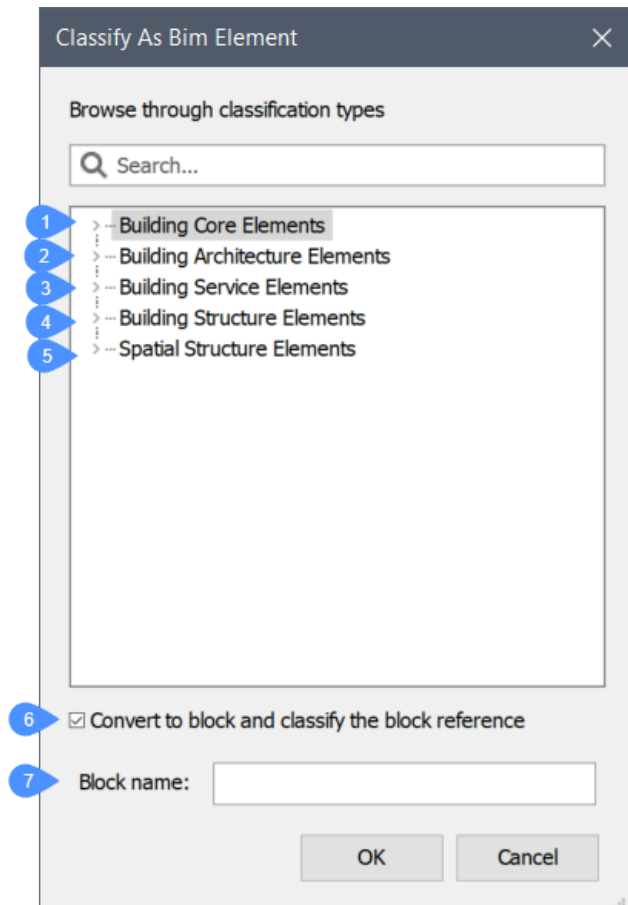 Classify As Bim Element
Browse through classification types
Search...
1 Building Core Elements
2 Building Architecture Elements
3 Building Service Elements
4 Building Structure Elements
5 Spatial Structure Elements
6 Convert to block and classify the block reference
7 Block name:
OK Cancel